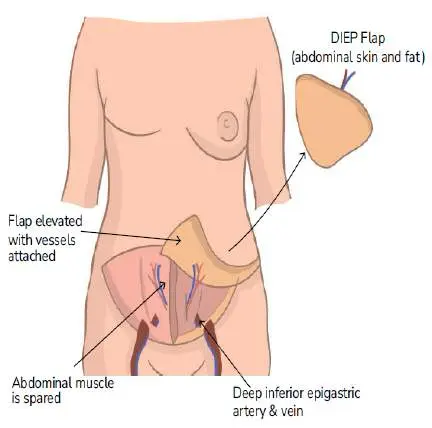 DIEP Flap
(abdominal skin and fat)
Flap elevated
with vessels
attached
Abdominal muscle
is spared
Deep inferior epigastric
artery & vein